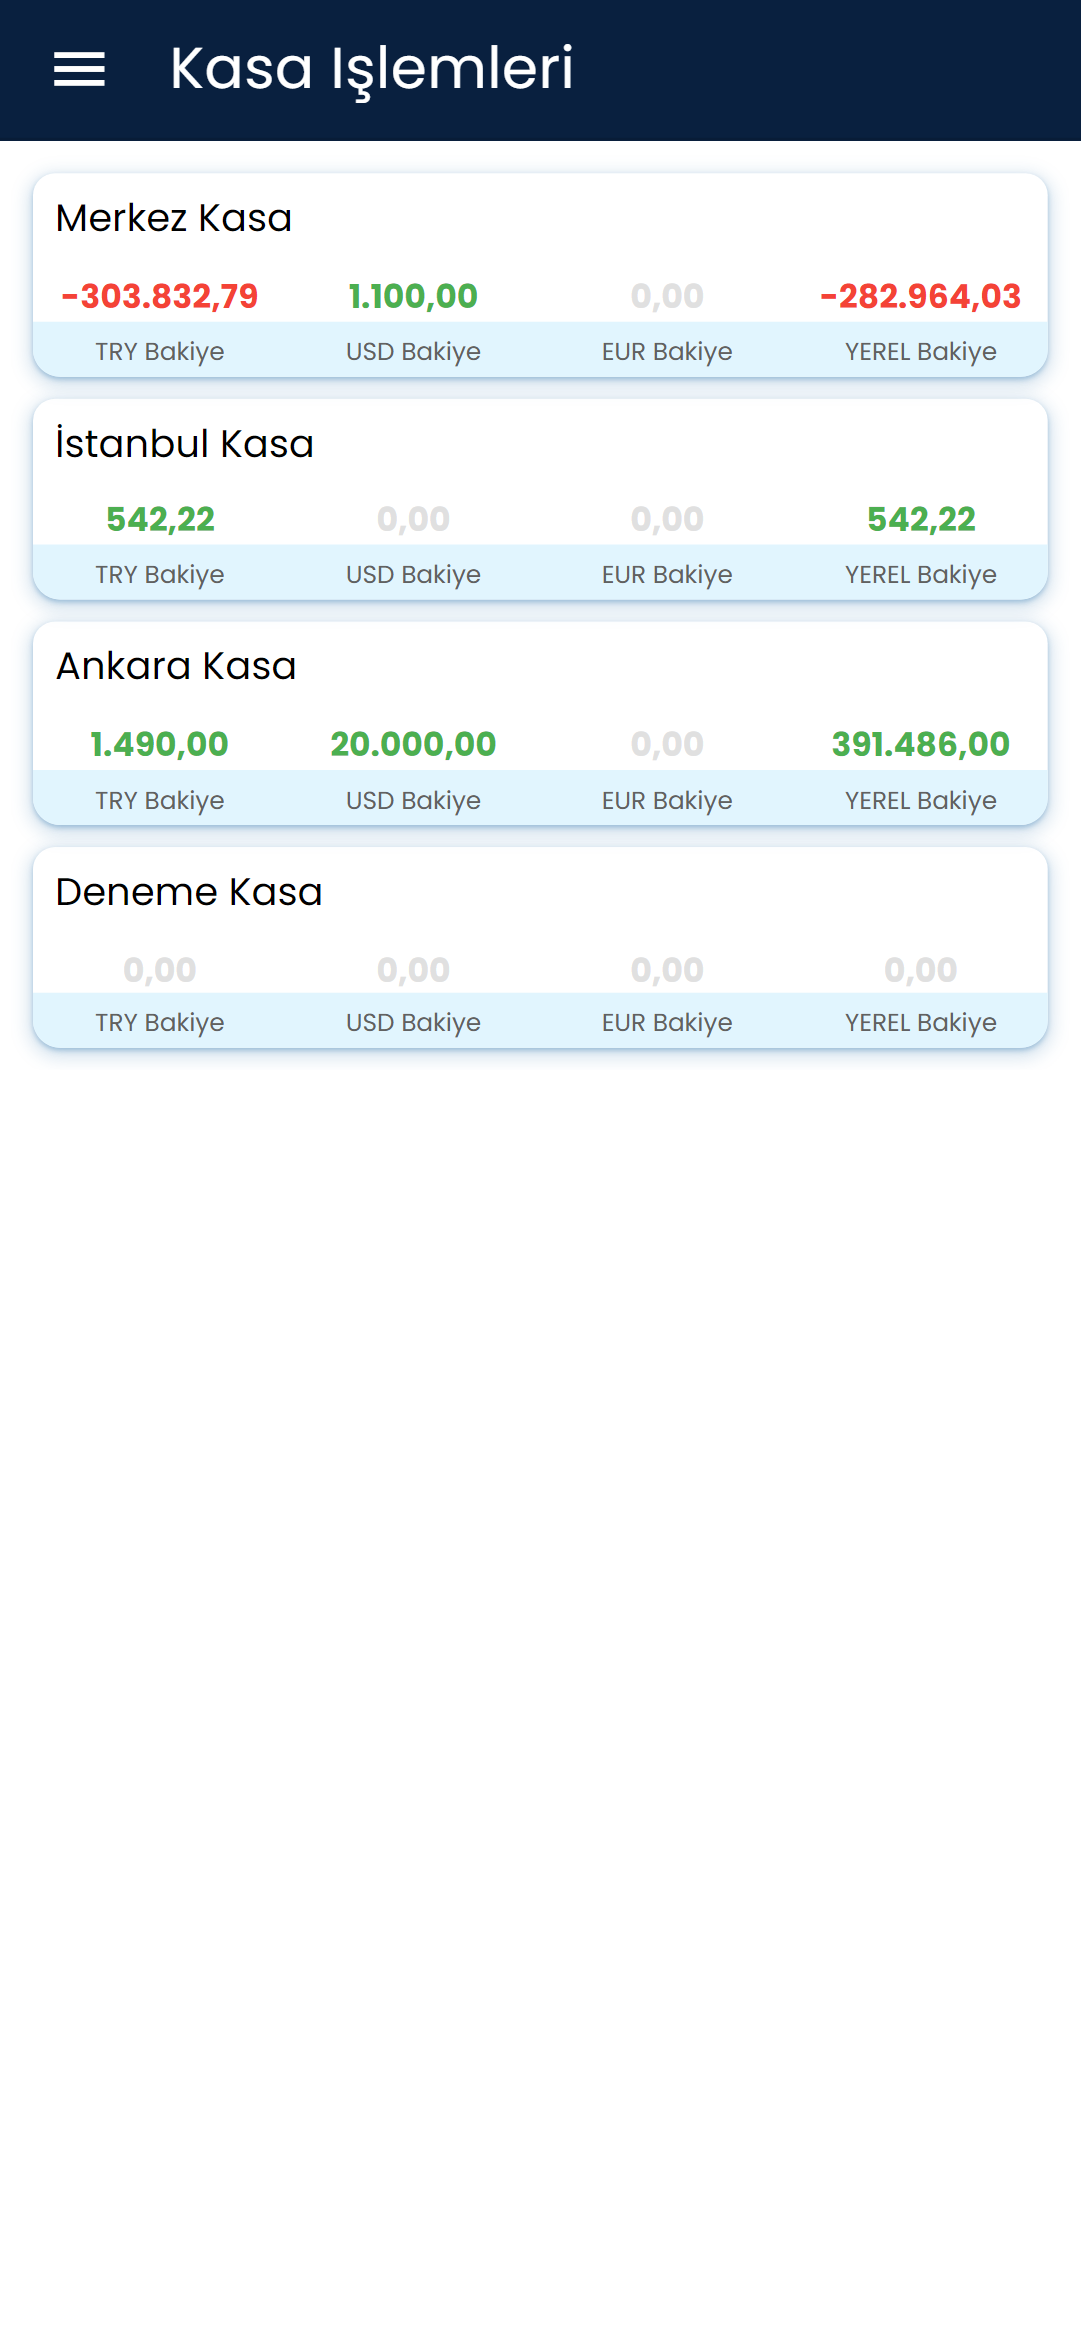 Kasa Işlemleri
Merkez Kasa
-303.832,79 1.100,00 0,00 -282.964,03
TRY Bakiye USD Bakiye EUR Bakiye YEREL Bakiye
İstanbul Kasa
542,22 0,00 0,00 542,22
TRY Bakiye USD Bakiye EUR Bakiye YEREL Bakiye
Ankara Kasa
1.490,00 20.000,00 0,00 391.486,00
TRY Bakiye USD Bakiye EUR Bakiye YEREL Bakiye
Deneme Kasa
0,00 0,00 0,00 0,00
TRY Bakiye USD Bakiye EUR Bakiye YEREL Bakiye